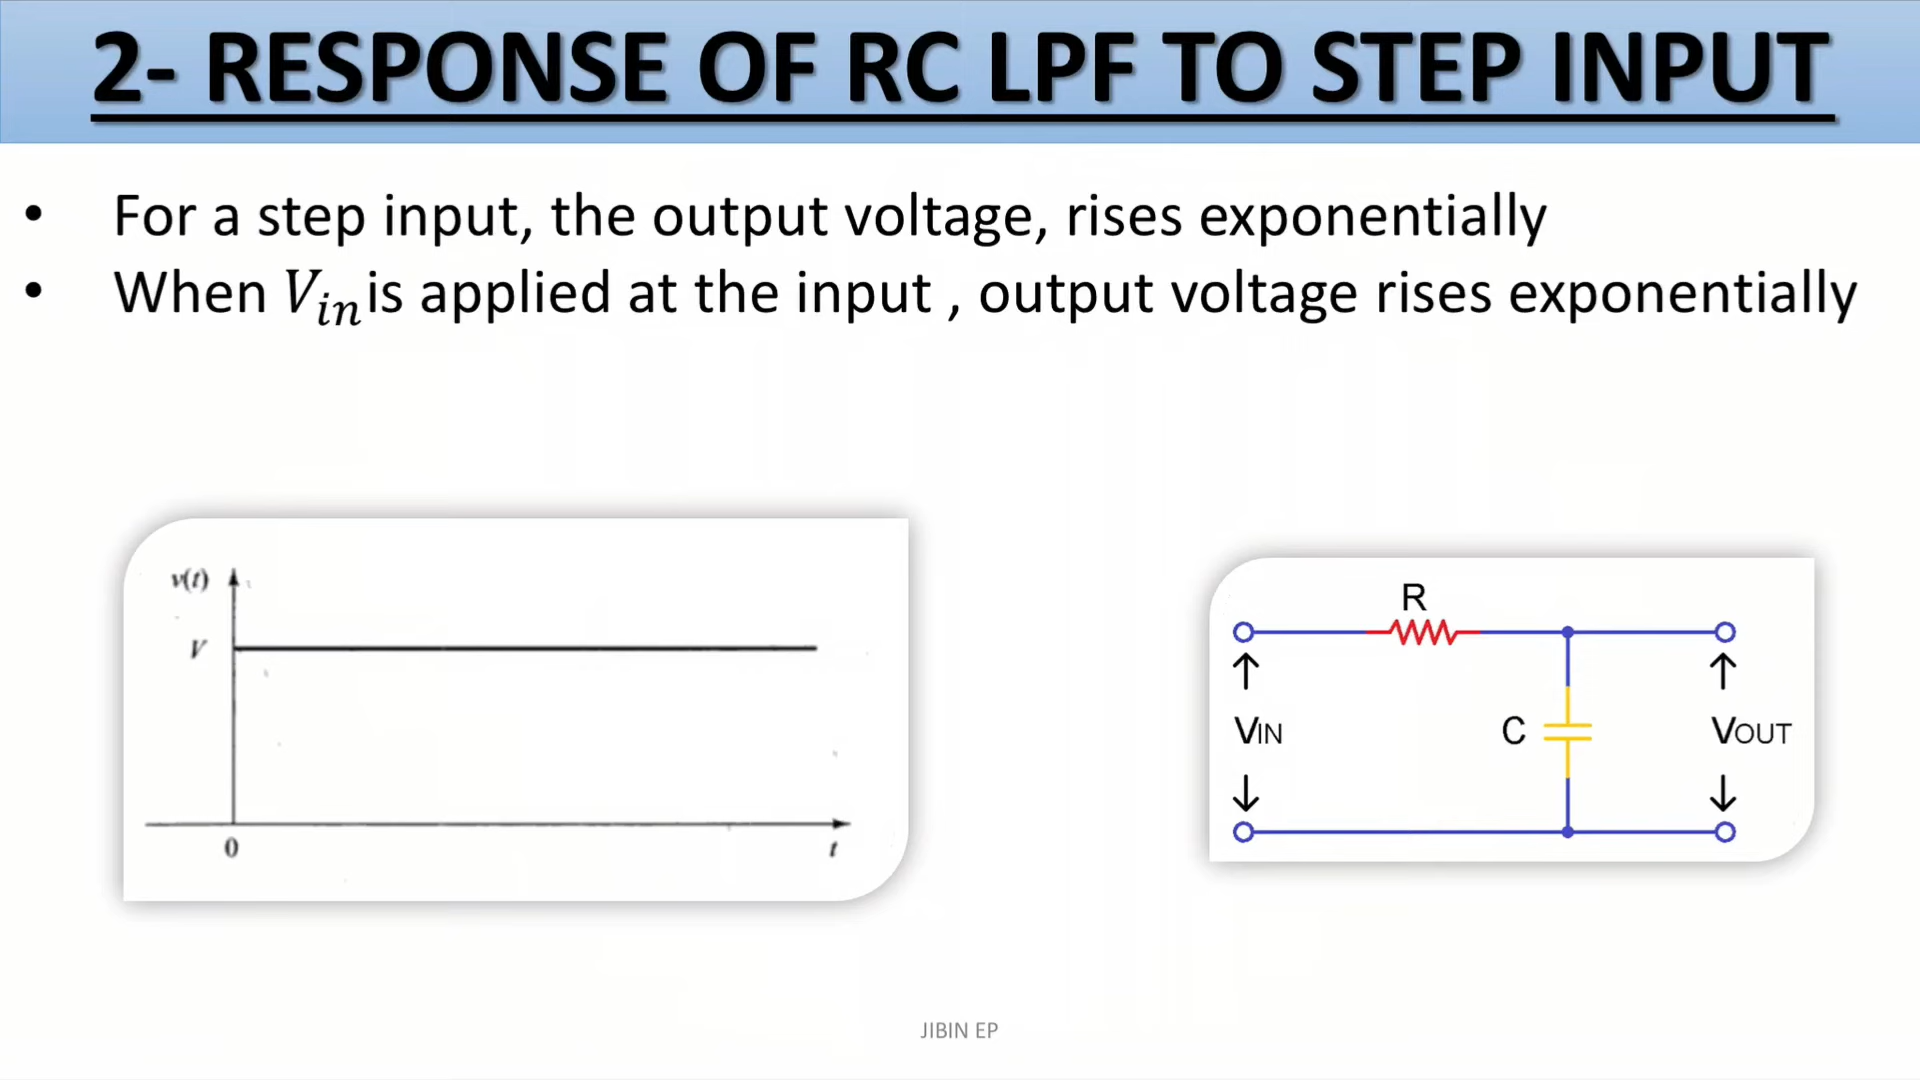 2- RESPONSE OF RC LPF TO STEP INPUT
• For a step input, the output voltage, rises exponentially
• When V_in is applied at the input , output voltage rises exponentially
v(t)
V
0
t
R
VIN
C
VOUT
JIBIN EP